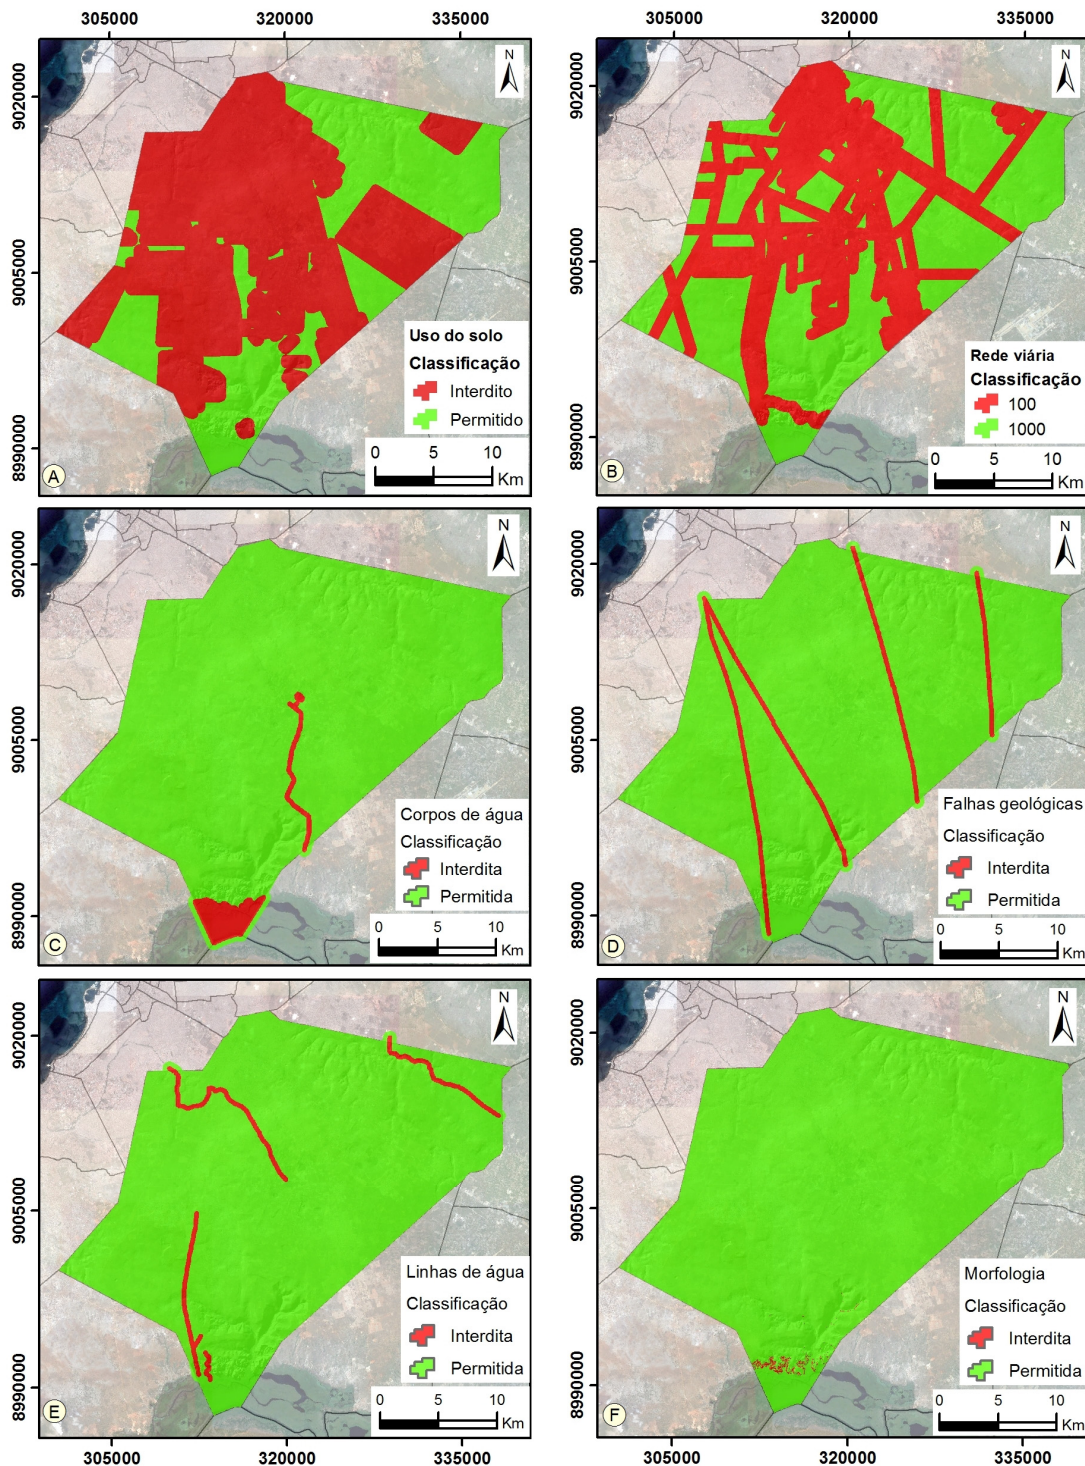 305000 320000 335000
305000 320000 335000
9020000
9005000
8990000
N
Uso do solo
Classificação
Interdito
Permitido
0 5 10
Km
A
9020000
9005000
8990000
N
Rede viária
Classificação
100
1000
0 5 10
Km
B
9020000
9005000
8990000
N
Corpos de água
Classificação
Interdita
Permitida
0 5 10
Km
C
9020000
9005000
8990000
N
Falhas geológicas
Classificação
Interdita
Permitida
0 5 10
Km
D
9020000
9005000
8990000
N
Linhas de água
Classificação
Interdita
Permitida
0 5 10
Km
E
9020000
9005000
8990000
N
Morfologia
Classificação
Interdita
Permitida
0 5 10
Km
F
305000 320000 335000
305000 320000 335000